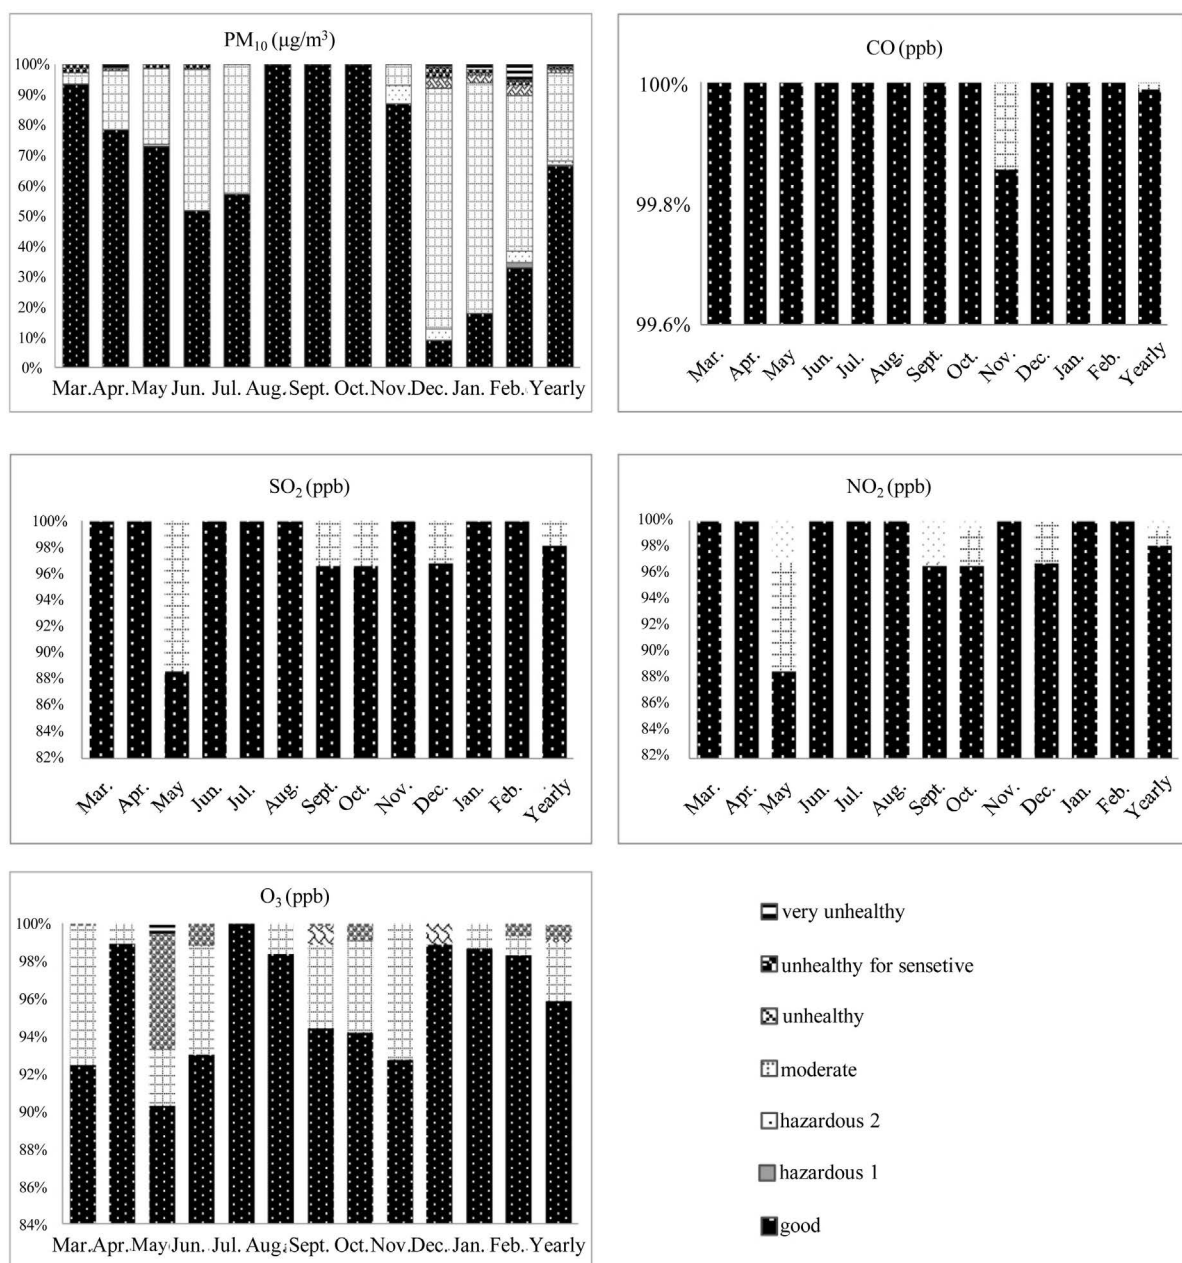 PM₁₀ (µg/m³)
100%
90%
80%
70%
60%
50%
40%
30%
20%
10%
0%
Mar. Apr. May Jun. Jul. Aug. Sept. Oct. Nov. Dec. Jan. Feb. Yearly
CO (ppb)
100%
99.8%
99.6%
Mar. Apr. May Jun. Jul. Aug. Sept. Oct. Nov. Dec. Jan. Feb. Yearly
SO₂ (ppb)
100%
98%
96%
94%
92%
90%
88%
86%
84%
82%
Mar. Apr. May Jun. Jul. Aug. Sept. Oct. Nov. Dec. Jan. Feb. Yearly
NO₂ (ppb)
100%
98%
96%
94%
92%
90%
88%
86%
84%
82%
Mar. Apr. May Jun. Jul. Aug. Sept. Oct. Nov. Dec. Jan. Feb. Yearly
O₃ (ppb)
100%
98%
96%
94%
92%
90%
88%
86%
84%
Mar. Apr. May Jun. Jul. Aug. Sept. Oct. Nov. Dec. Jan. Feb. Yearly
very unhealthy
unhealthy for sensetive
unhealthy
moderate
hazardous 2
hazardous 1
good